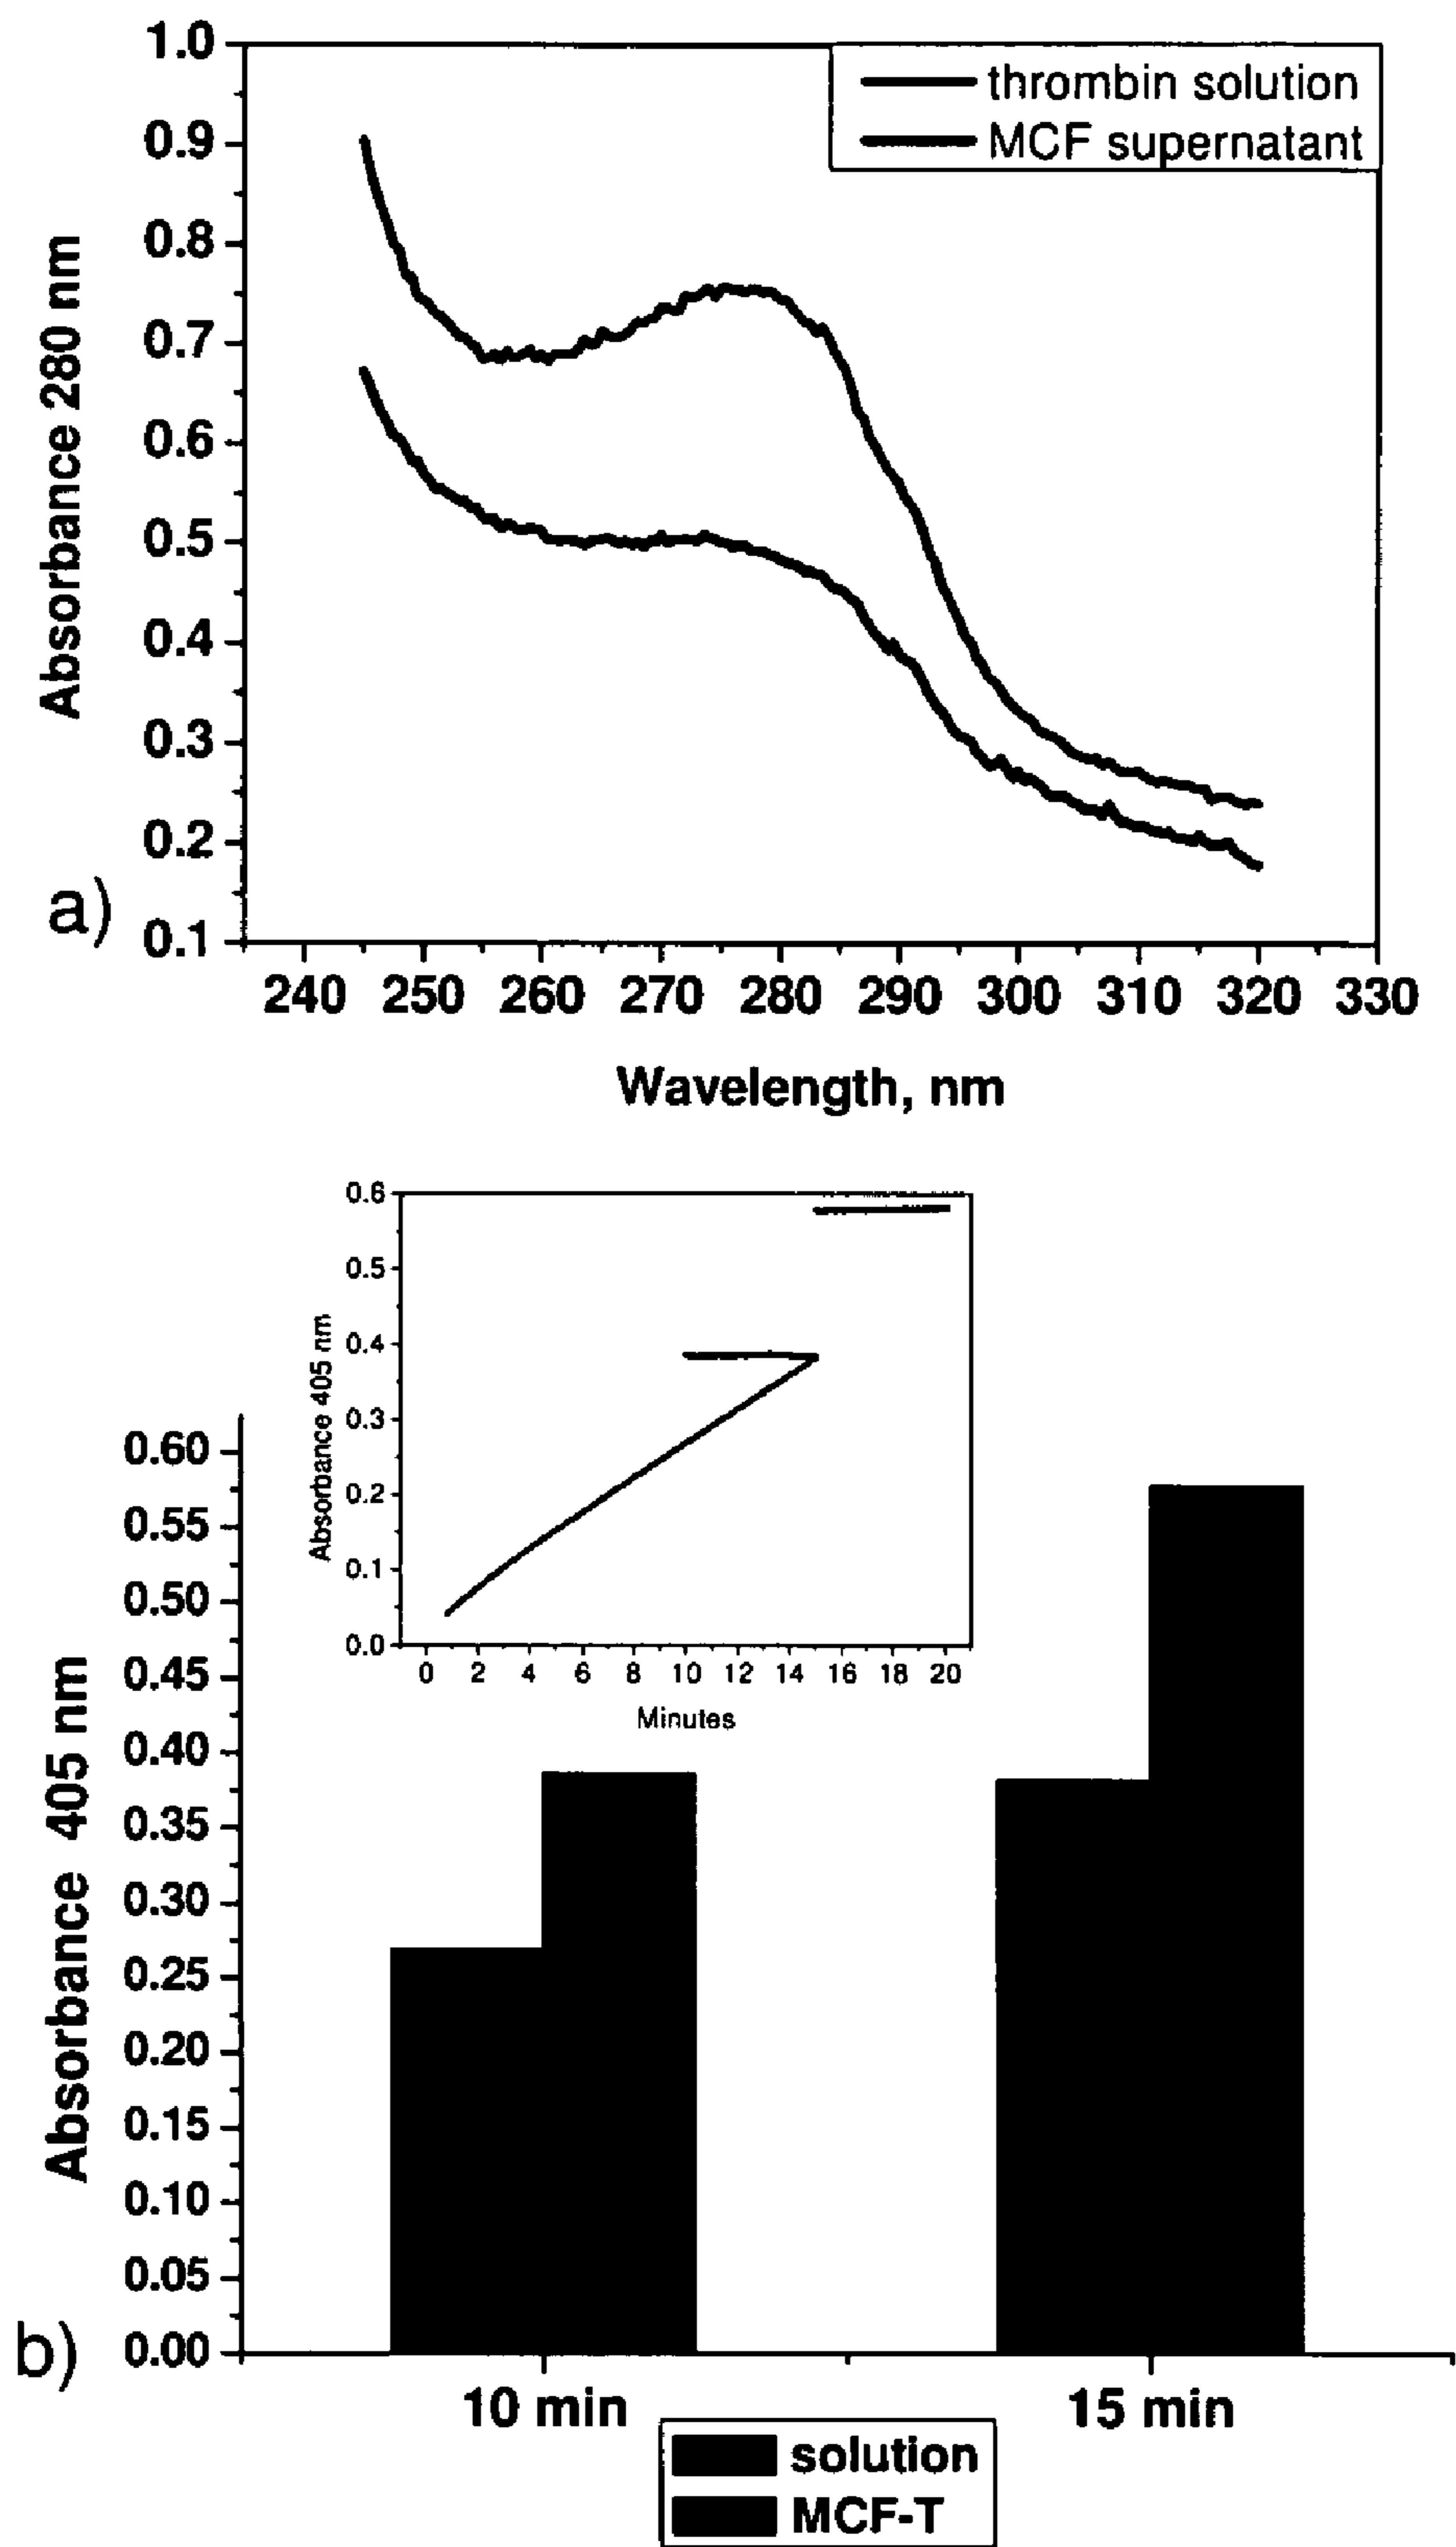 1.0
0.9
0.8
0.7
0.6
0.5
0.4
0.3
0.2
0.1
Absorbance 280 nm
thrombin solution
MCF supernatant
a)
240 250 260 270 280 290 300 310 320 330
Wavelength, nm
0.6
0.5
0.4
0.3
0.2
0.1
0.0
Absorbance 405 nm
0 2 4 6 8 10 12 14 16 18 20
Minutes
0.60
0.55
0.50
0.45
0.40
0.35
0.30
0.25
0.20
0.15
0.10
0.05
0.00
Absorbance 405 nm
b)
10 min 15 min
solution
MCF-T